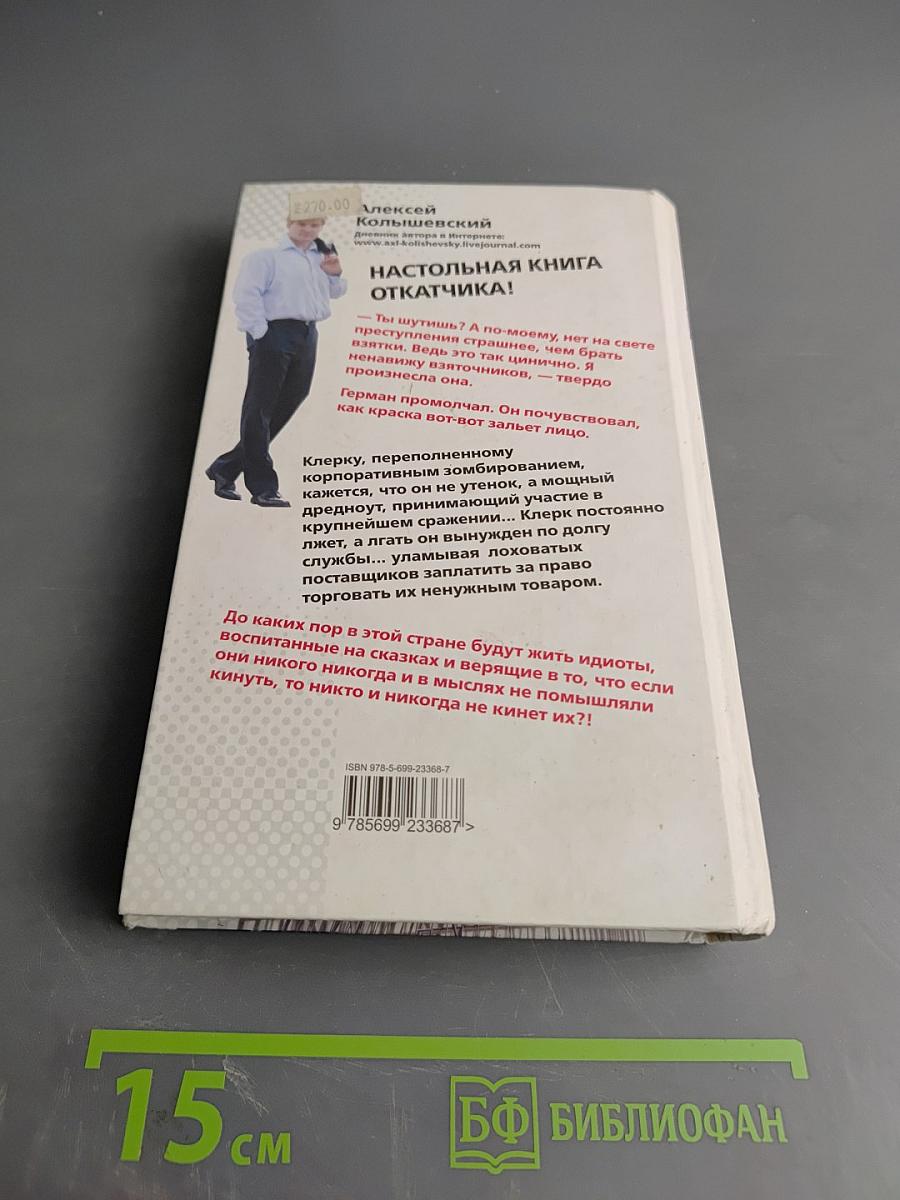 270.00
Алексей
Колышевский
Дневник автора в Интернете:
www.axl-kolishevsky.livejournal.com
НАСТОЛЬНАЯ КНИГА
ОТКАТЧИКА!
— Ты шутишь? А по-моему, нет на свете
преступления страшнее, чем брать
взятки. Ведь это так цинично. Я
ненавижу взяточников, — твердо
произнесла она.
Герман промолчал. Он почувствовал,
как краска вот-вот зальет лицо.
Клерку, переполненному
корпоративным зомбированием,
кажется, что он не утенок, а мощный
дредноут, принимающий участие в
крупнейшем сражении... Клерк постоянно
лжет, а лгать он вынужден по долгу
службы... уламывая лоховатых
поставщиков заплатить за право
торговать их ненужным товаром.
До каких пор в этой стране будут жить идиоты,
воспитанные на сказках и верящие в то, что если
они никого никогда и в мыслях не помышляли
кинуть, то никто и никогда не кинет их?!
ISBN 978-5-699-23368-7
9 785699 233687 >
15 см
БФ БИБЛИОФАН